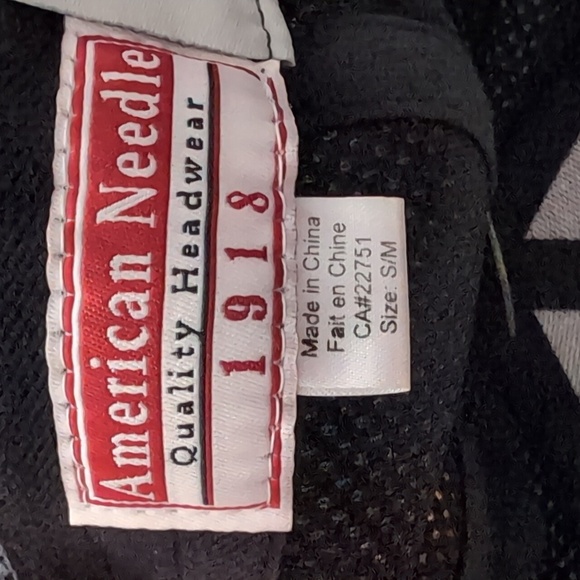 American Needle
Quality Headwear
1918
Made in China
Fait en Chine
CA#22751
Size: S/M